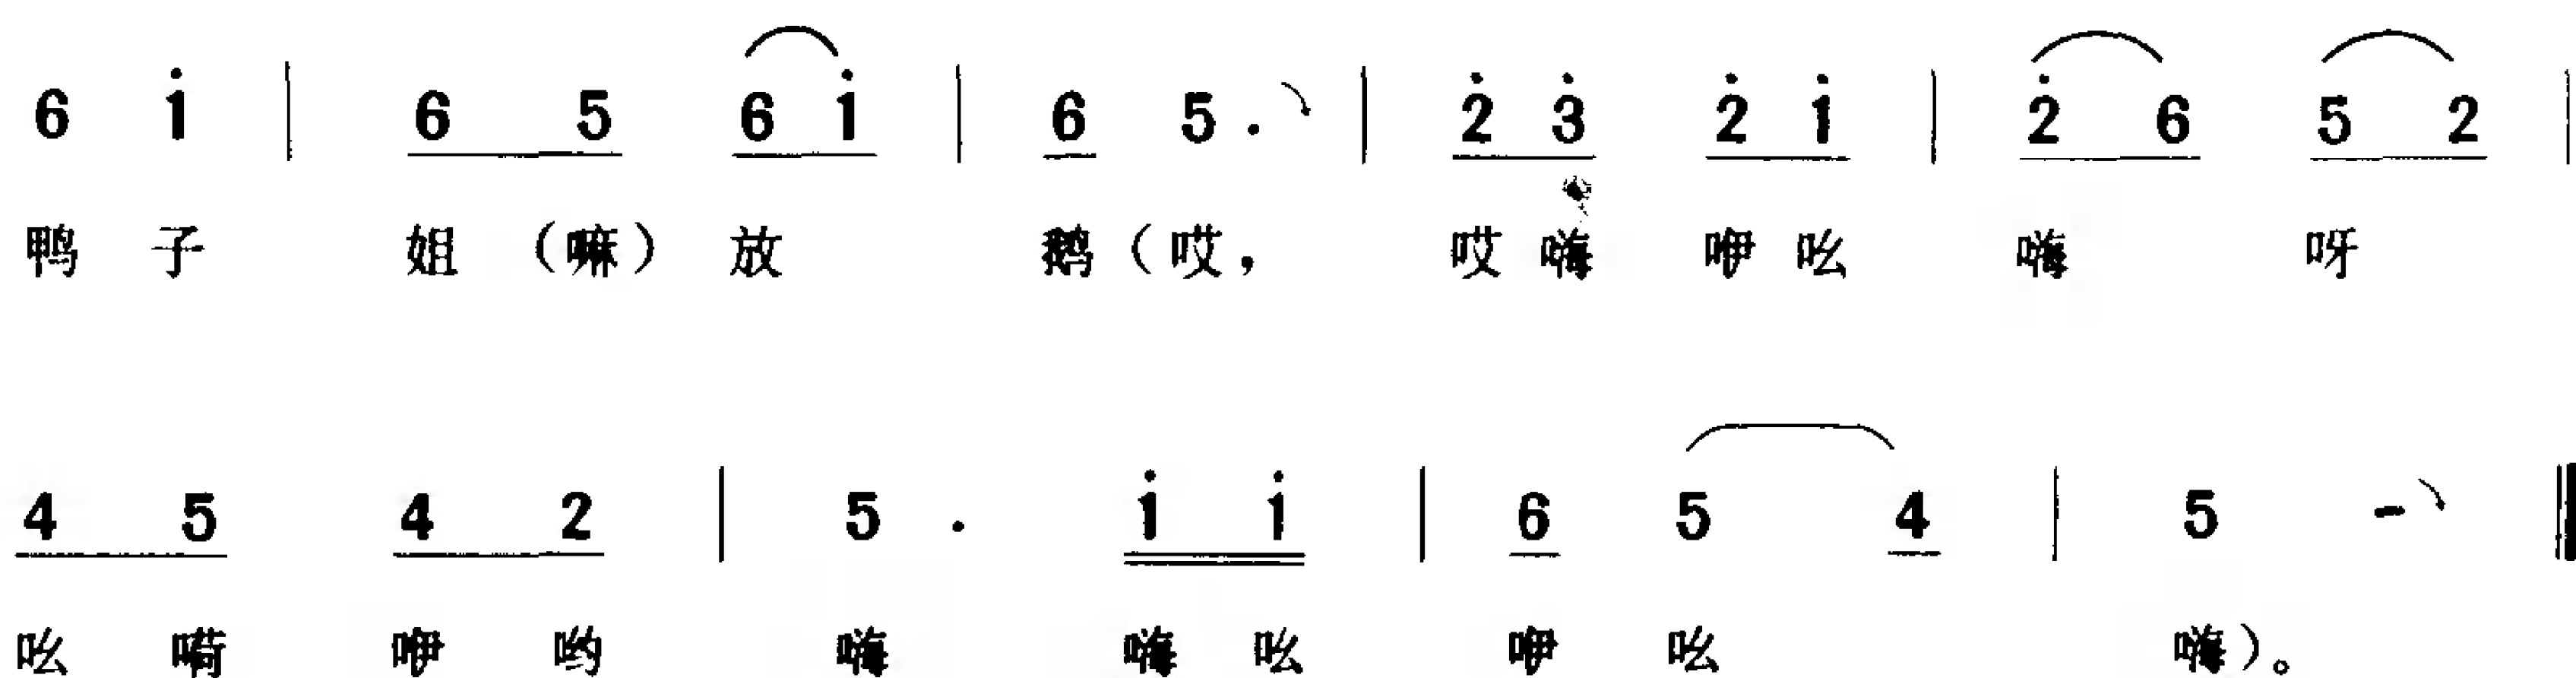 6 i̇ | 6 5 6 i̇ | 6 5 . | 2̇ 3̇ 2̇ i̇ | 2̇ 6 5 2 |
鸭 子 姐 （嘛） 放 鹅（哎， 哎 嗨 咿 吆 嗨 呀
4 5 4 2 | 5 . i̇ i̇ | 6 5 4 | 5 - ‖
吆 嗬 咿 哟 嗨 嗨 吆 咿 吆 嗨）。